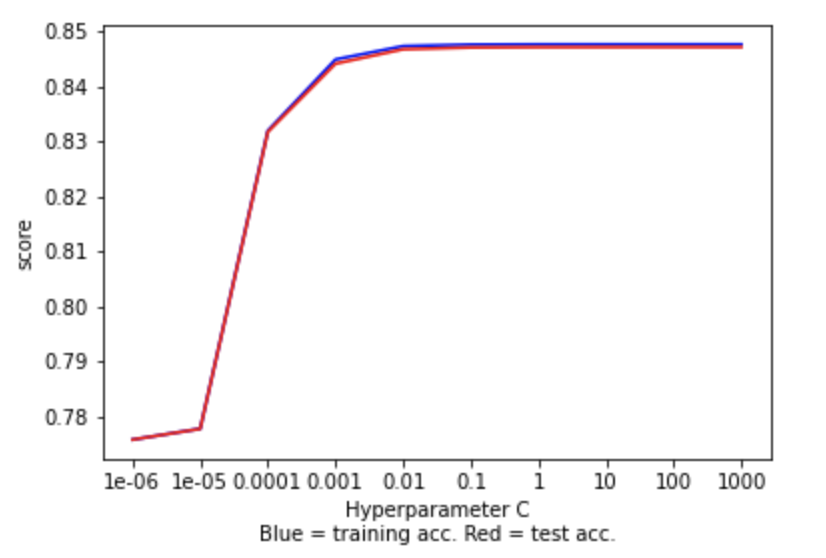 0.85
0.84
0.83
0.82
0.81
0.80
0.79
0.78
score
1e-06 1e-05 0.0001 0.001 0.01 0.1 1 10 100 1000
Hyperparameter C
Blue = training acc. Red = test acc.